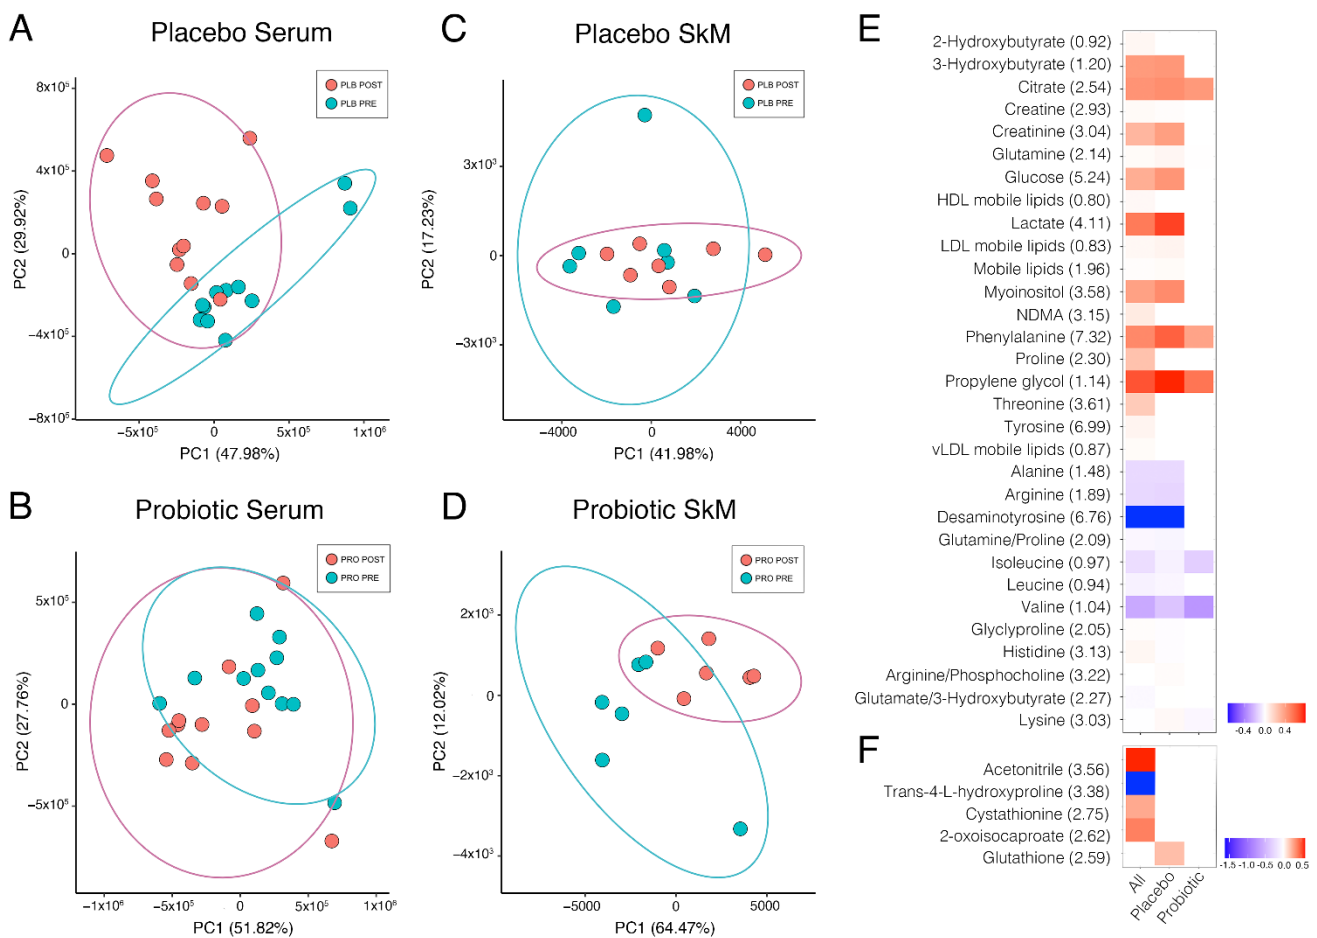 A
Placebo Serum
PLB POST
PLB PRE
8x10⁵
4x10⁵
0
−4x10⁵
−8x10⁵
PC2 (29.92%)
−5x10⁵
0
5x10⁵
1x10⁶
PC1 (47.98%)
C
Placebo SkM
PLB POST
PLB PRE
3x10³
0
−3x10³
PC2 (17.23%)
−4000
0
4000
PC1 (41.98%)
B
Probiotic Serum
PRO POST
PRO PRE
5x10⁵
0
−5x10⁵
PC2 (27.76%)
−1x10⁶
−5x10⁵
0
5x10⁵
1x10⁶
PC1 (51.82%)
D
Probiotic SkM
PRO POST
PRO PRE
2x10³
0
−2x10³
−4x10³
PC2 (12.02%)
−5000
0
5000
PC1 (64.47%)
E
2-Hydroxybutyrate (0.92)
3-Hydroxybutyrate (1.20)
Citrate (2.54)
Creatine (2.93)
Creatinine (3.04)
Glutamine (2.14)
Glucose (5.24)
HDL mobile lipids (0.80)
Lactate (4.11)
LDL mobile lipids (0.83)
Mobile lipids (1.96)
Myoinositol (3.58)
NDMA (3.15)
Phenylalanine (7.32)
Proline (2.30)
Propylene glycol (1.14)
Threonine (3.61)
Tyrosine (6.99)
vLDL mobile lipids (0.87)
Alanine (1.48)
Arginine (1.89)
Desaminotyrosine (6.76)
Glutamine/Proline (2.09)
Isoleucine (0.97)
Leucine (0.94)
Valine (1.04)
Glyclyproline (2.05)
Histidine (3.13)
Arginine/Phosphocholine (3.22)
Glutamate/3-Hydroxybutyrate (2.27)
Lysine (3.03)
-0.4 0.0 0.4
F
Acetonitrile (3.56)
Trans-4-L-hydroxyproline (3.38)
Cystathionine (2.75)
2-oxoisocaproate (2.62)
Glutathione (2.59)
-1.5 -1.0 -0.5 0 0.5
All
Placebo
Probiotic